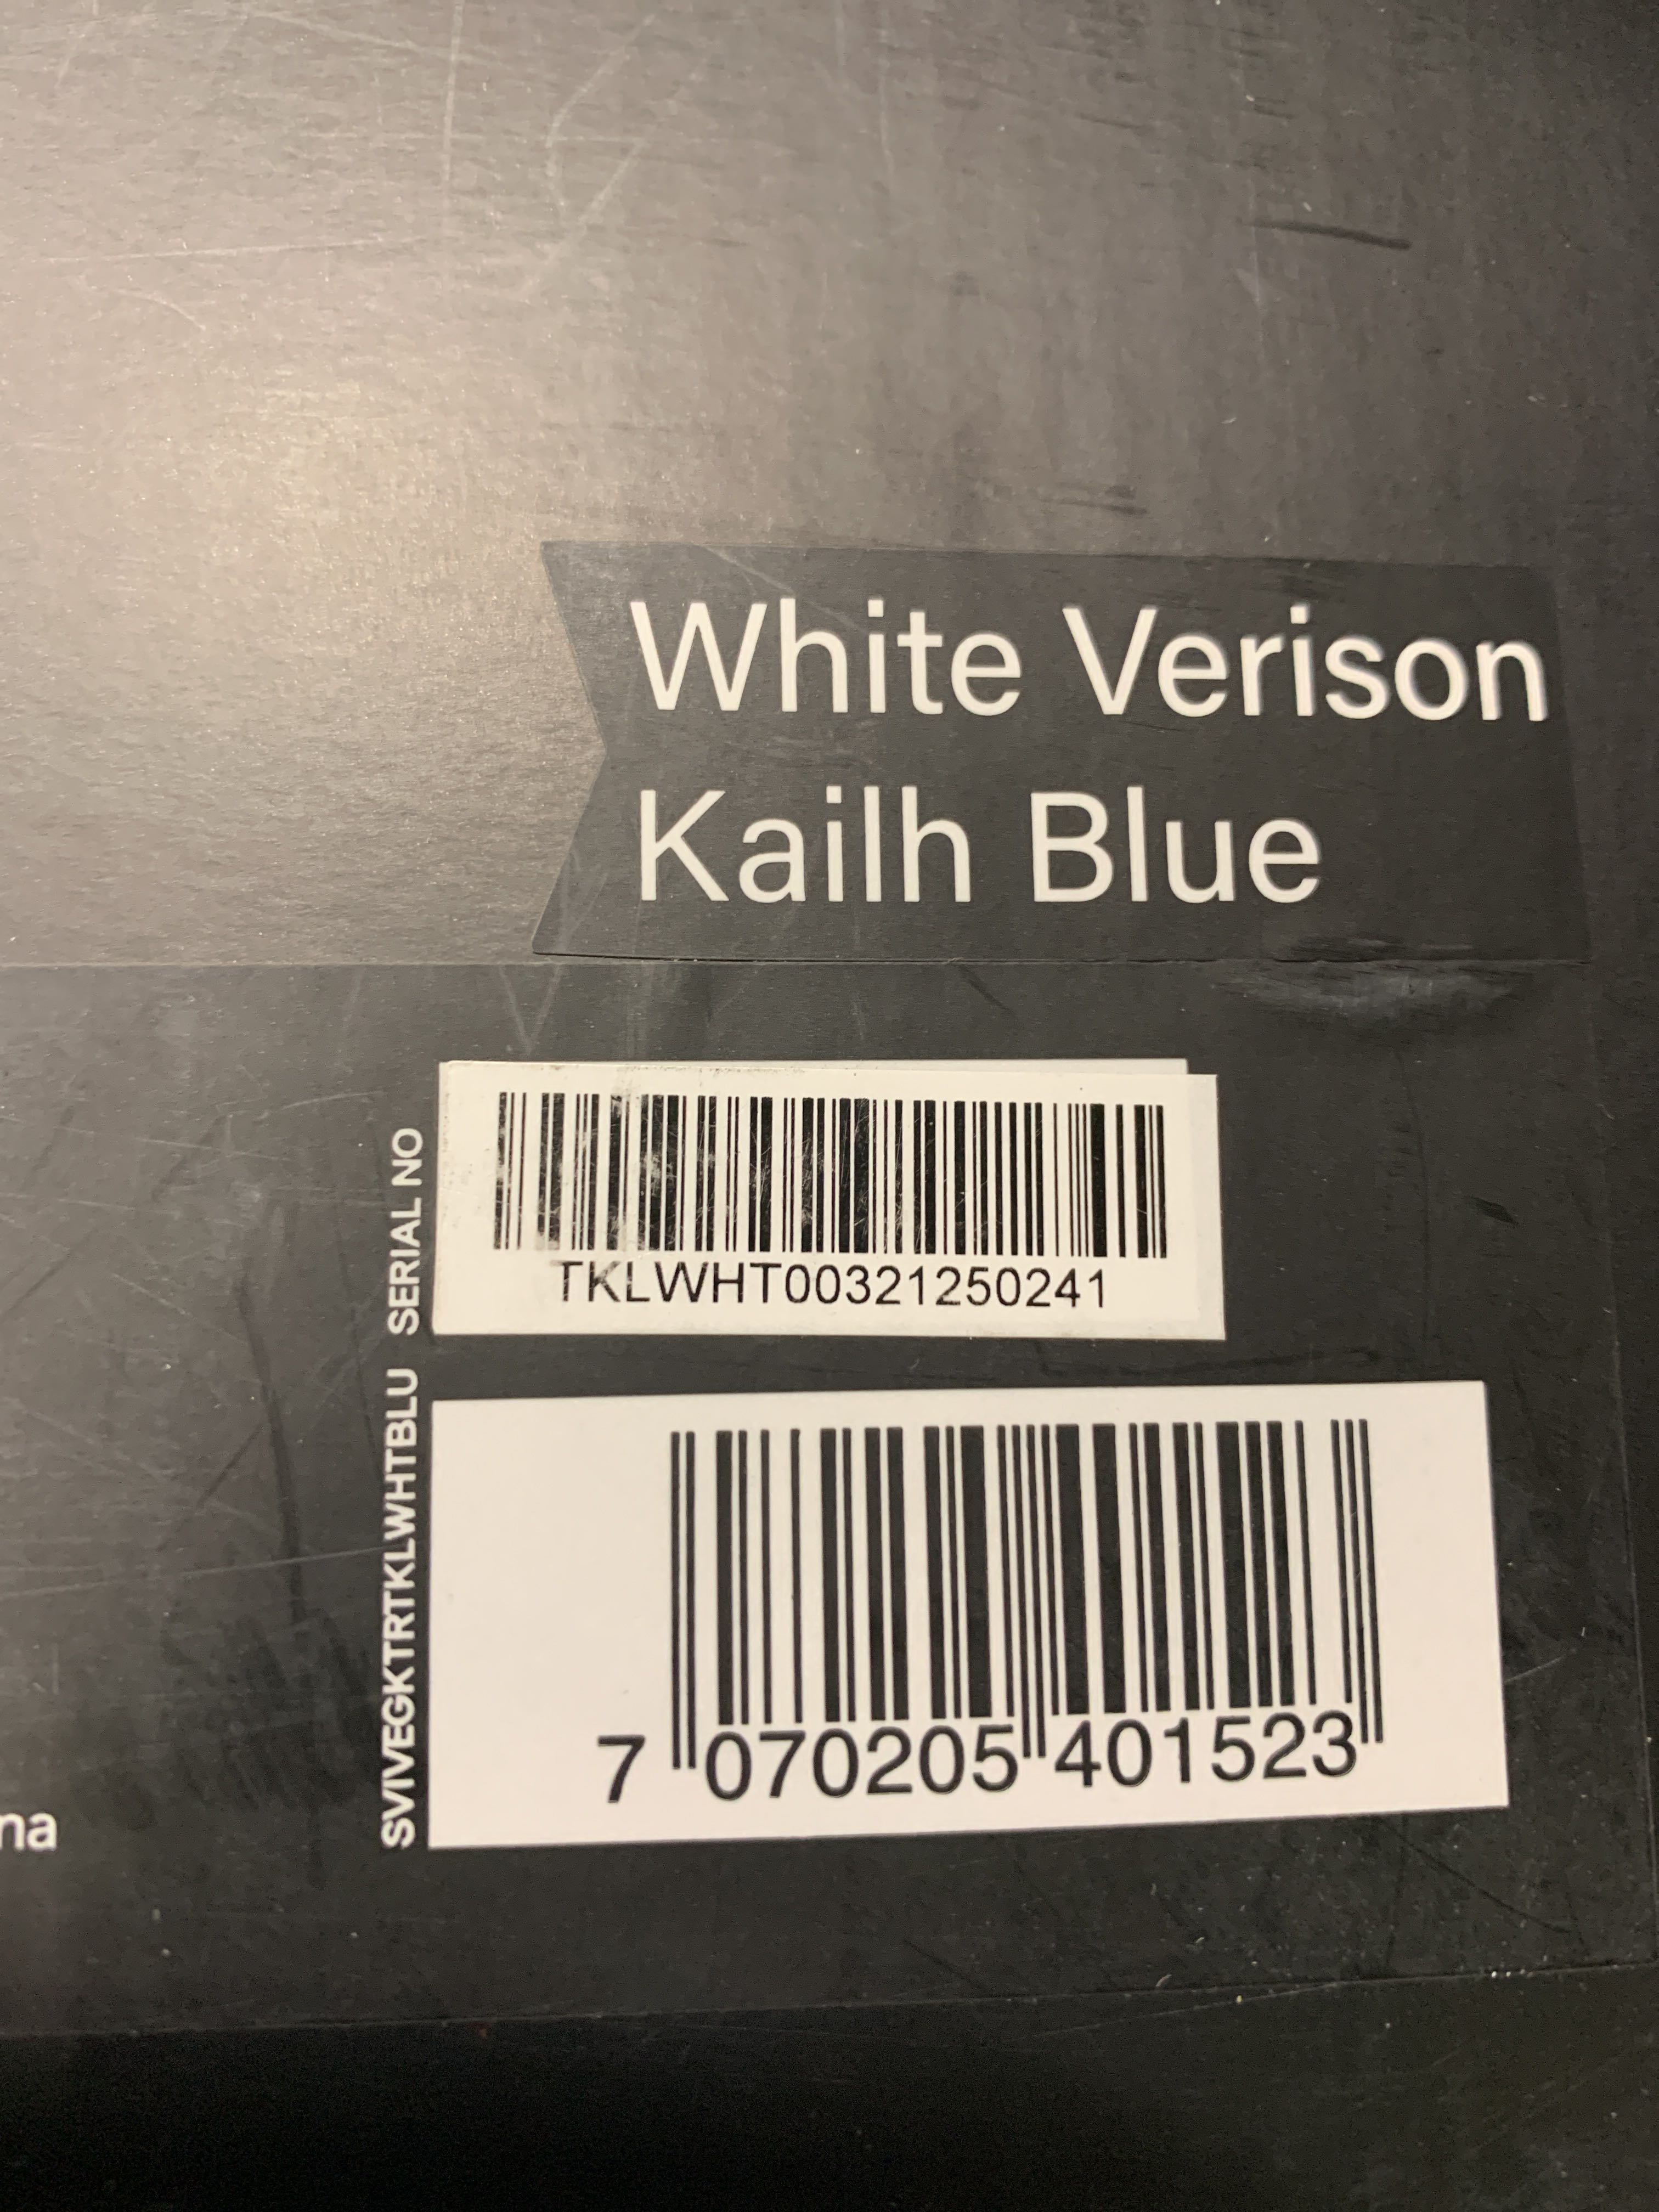 White Verison
Kailh Blue
SERIAL NO
TKLWHT00321250241
SVIVEGKTRTKLWHTBLU
7 070205 401523
na